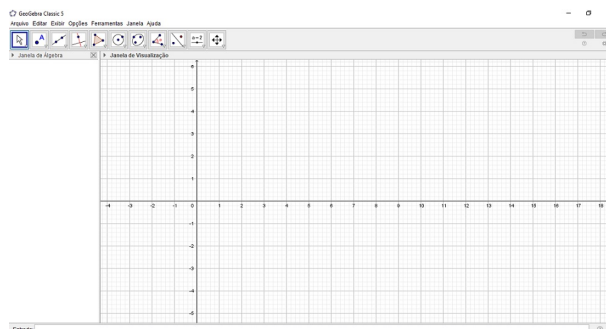 GeoGebra Classic 5
Arquivo Editar Exibir Opções Ferramentas Janela Ajuda
A
a=2
Janela de Álgebra
Janela de Visualização
6
5
4
3
2
1
-4 -3 -2 -1 0 1 2 3 4 5 6 7 8 9 10 11 12 13 14 15 16 17 18
-1
-2
-3
-4
-5
Entrada: